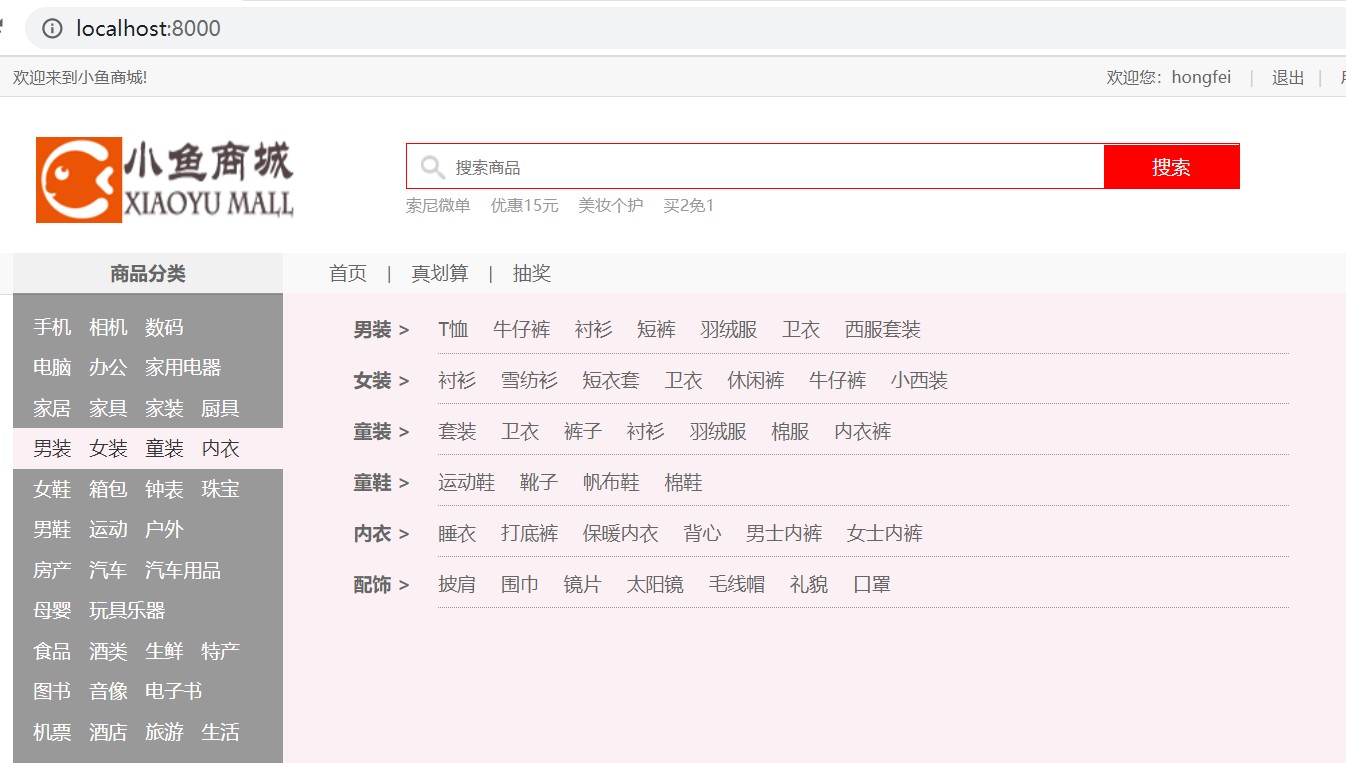 localhost:8000
欢迎来到小鱼商城!
欢迎您：hongfei | 退出 |
小鱼商城
XIAOYU MALL
搜索商品
搜索
索尼微单 优惠15元 美妆个护 买2免1
商品分类
首页 | 真划算 | 抽奖
手机 相机 数码
电脑 办公 家用电器
家居 家具 家装 厨具
男装 女装 童装 内衣
女鞋 箱包 钟表 珠宝
男鞋 运动 户外
房产 汽车 汽车用品
母婴 玩具乐器
食品 酒类 生鲜 特产
图书 音像 电子书
机票 酒店 旅游 生活
男装 > T恤 牛仔裤 衬衫 短裤 羽绒服 卫衣 西服套装
女装 > 衬衫 雪纺衫 短衣套 卫衣 休闲裤 牛仔裤 小西装
童装 > 套装 卫衣 裤子 衬衫 羽绒服 棉服 内衣裤
童鞋 > 运动鞋 靴子 帆布鞋 棉鞋
内衣 > 睡衣 打底裤 保暖内衣 背心 男士内裤 女士内裤
配饰 > 披肩 围巾 镜片 太阳镜 毛线帽 礼貌 口罩